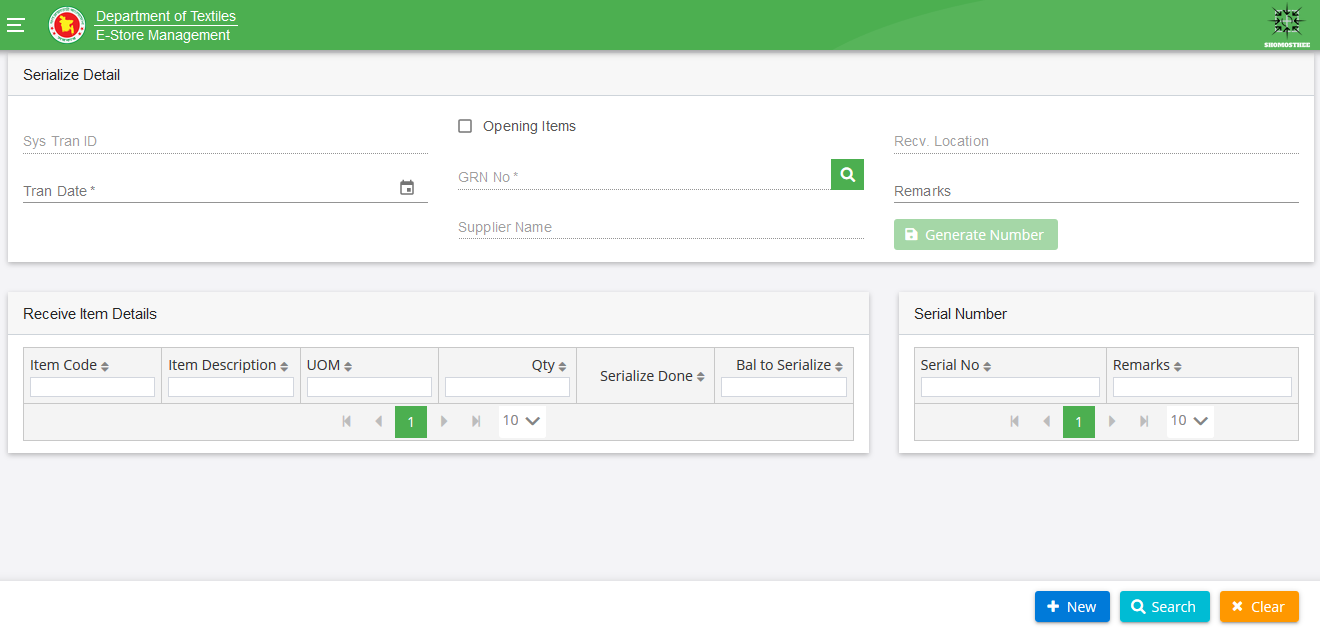 Department of Textiles
E-Store Management
SHOMOSTHEE
Serialize Detail
Sys Tran ID
Opening Items
Recv. Location
Tran Date *
GRN No *
Remarks
Supplier Name
Generate Number
Receive Item Details
Item Code
Item Description
UOM
Qty
Serialize Done
Bal to Serialize
1
10
Serial Number
Serial No
Remarks
1
10
New
Search
Clear